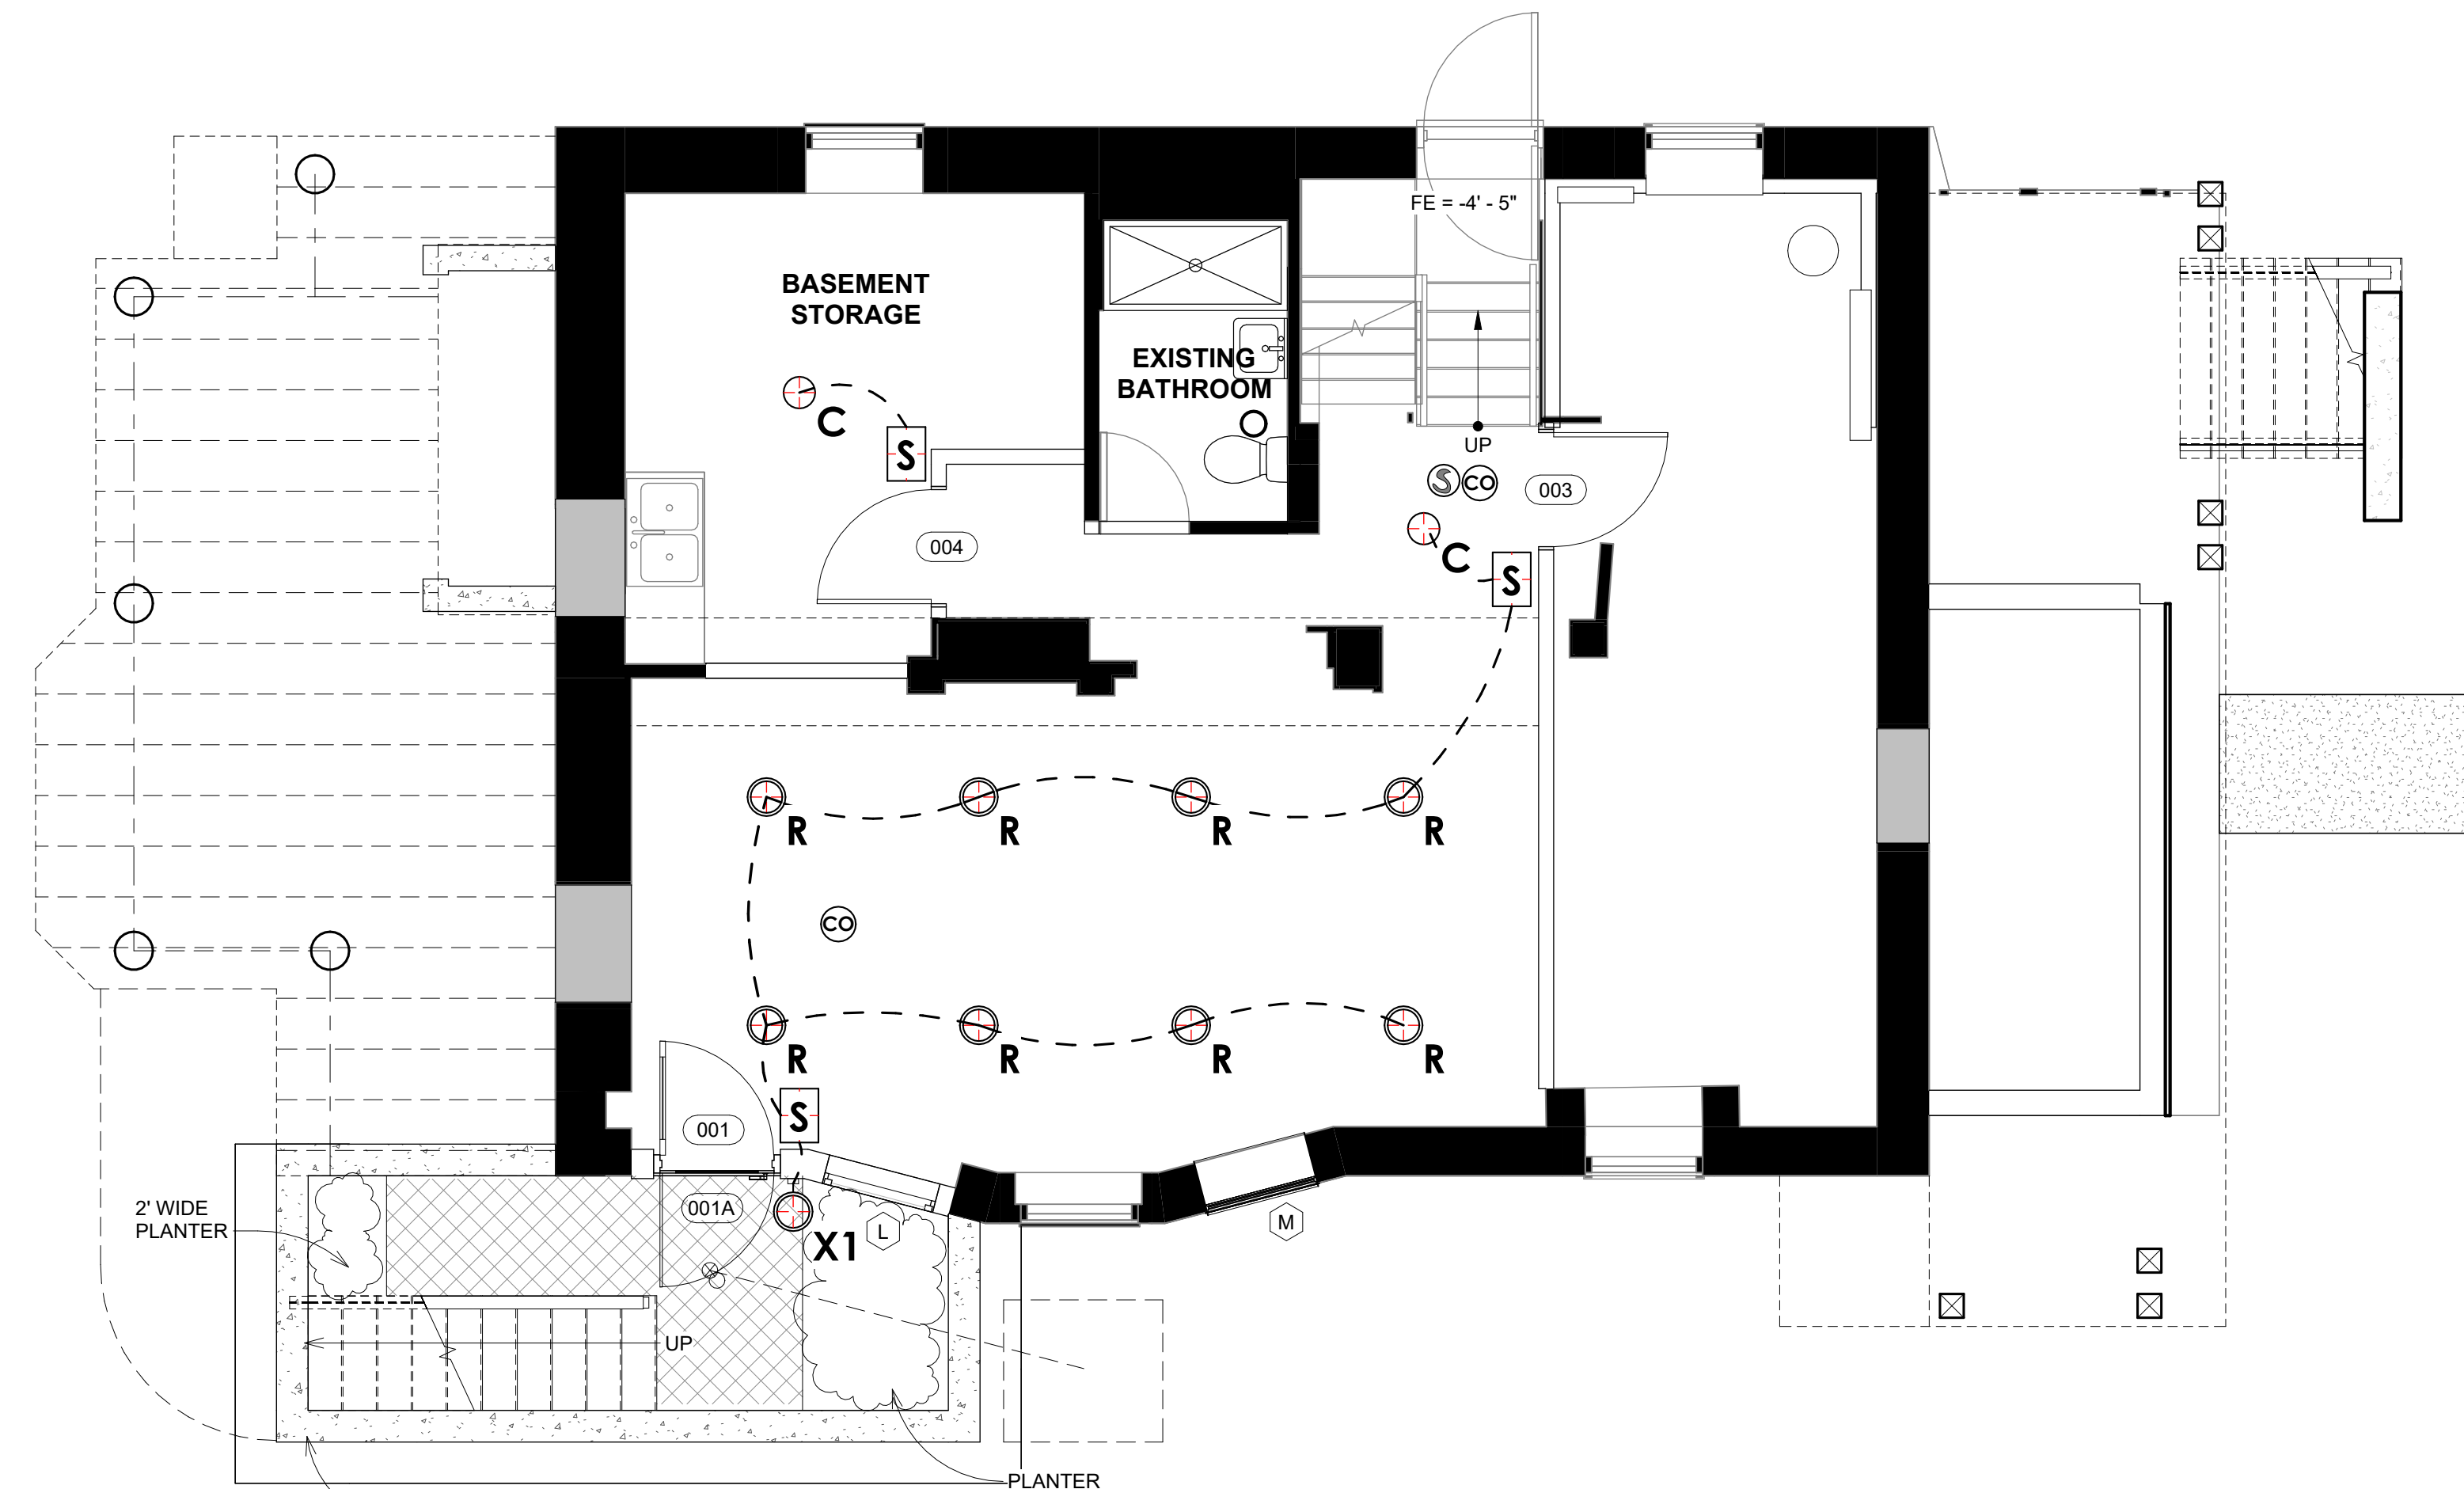 FE = -4' - 5"
BASEMENT
STORAGE
EXISTING
BATHROOM
C
S
UP
S
CO
003
004
C
S
R
R
R
R
CO
R
R
R
R
S
001
001A
2' WIDE
PLANTER
X1
L
M
UP
PLANTER